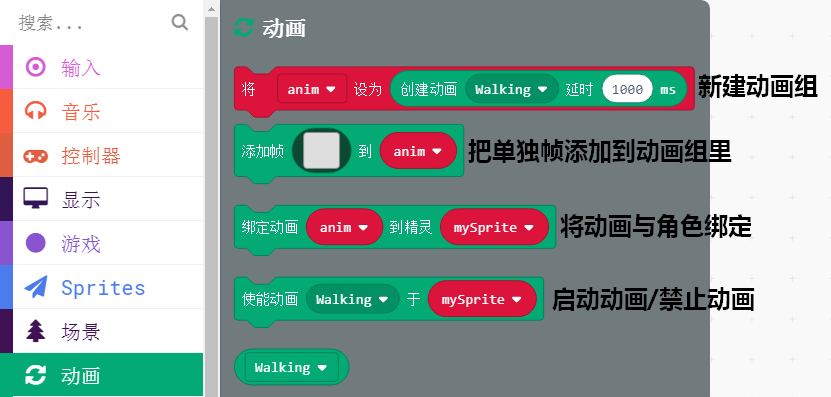 搜索...
输入
音乐
控制器
显示
游戏
Sprites
场景
动画
动画
将 anim 设为 创建动画 Walking 延时 1000 ms 新建动画组
添加帧 到 anim 把单独帧添加到动画组里
绑定动画 anim 到精灵 mySprite 将动画与角色绑定
使能动画 Walking 于 mySprite 启动动画/禁止动画
Walking